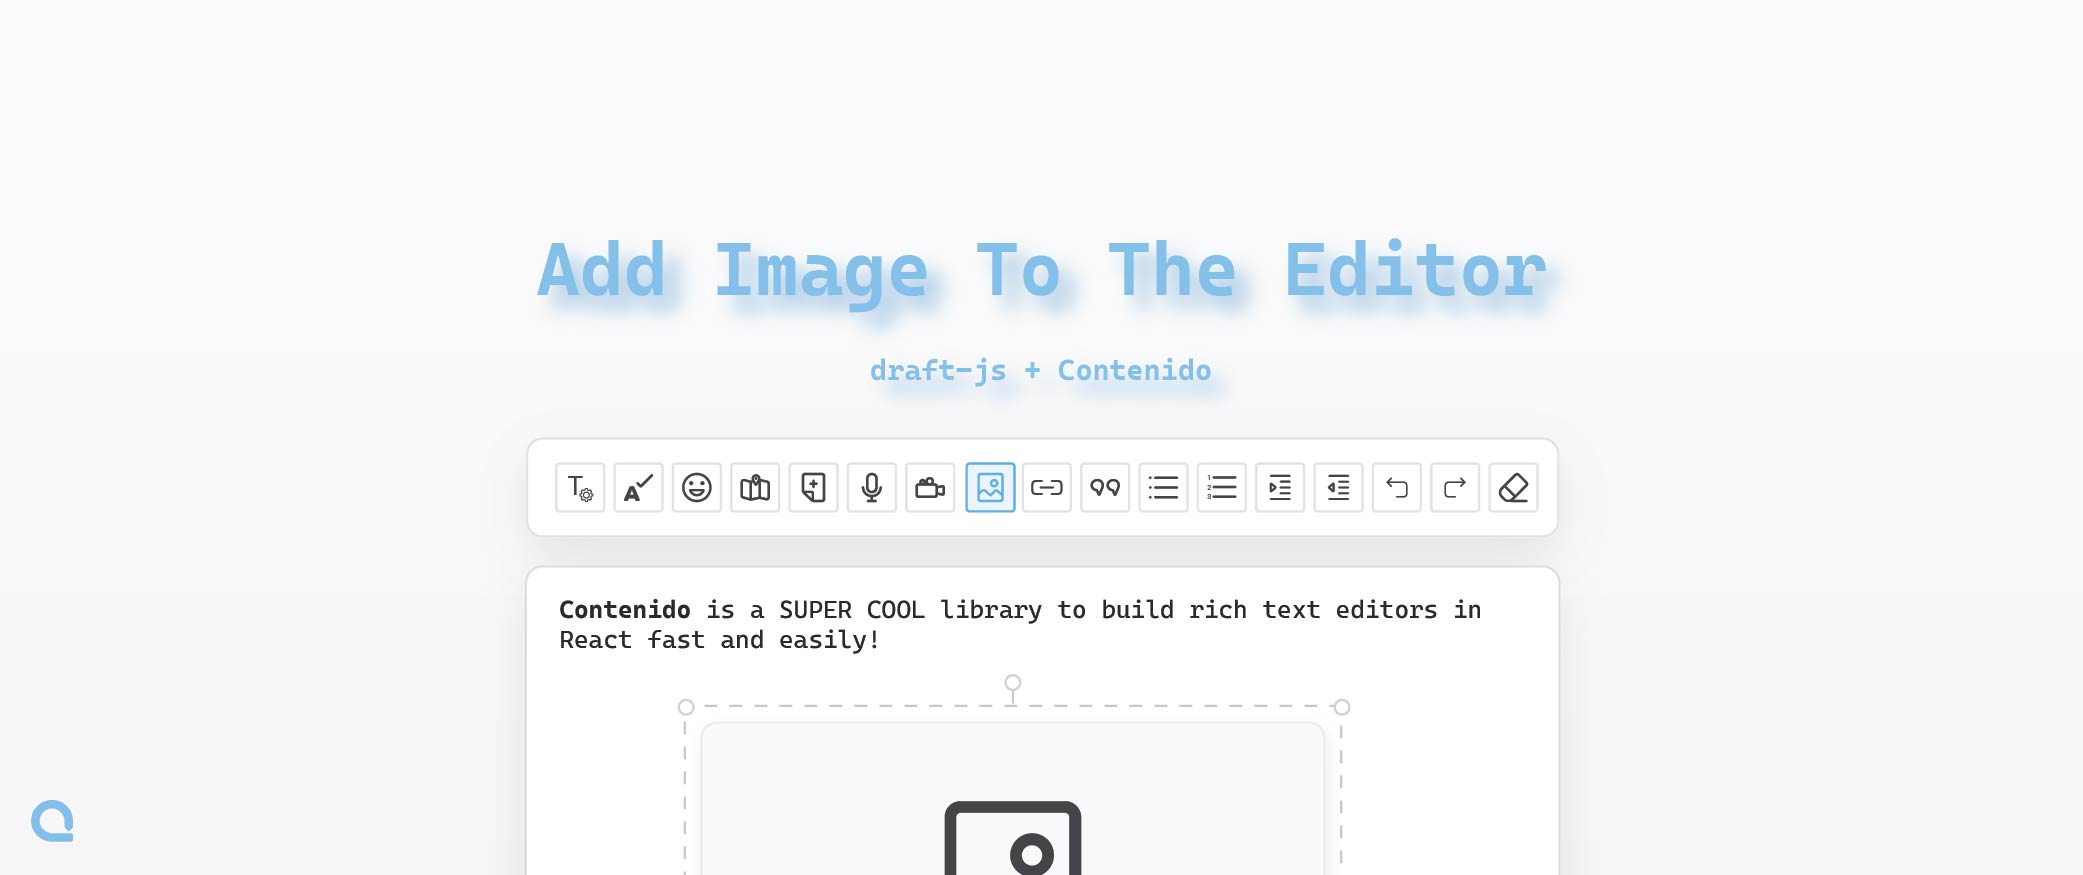 Add Image To The Editor
draft-js + Contenido
Contenido is a SUPER COOL library to build rich text editors in
React fast and easily!